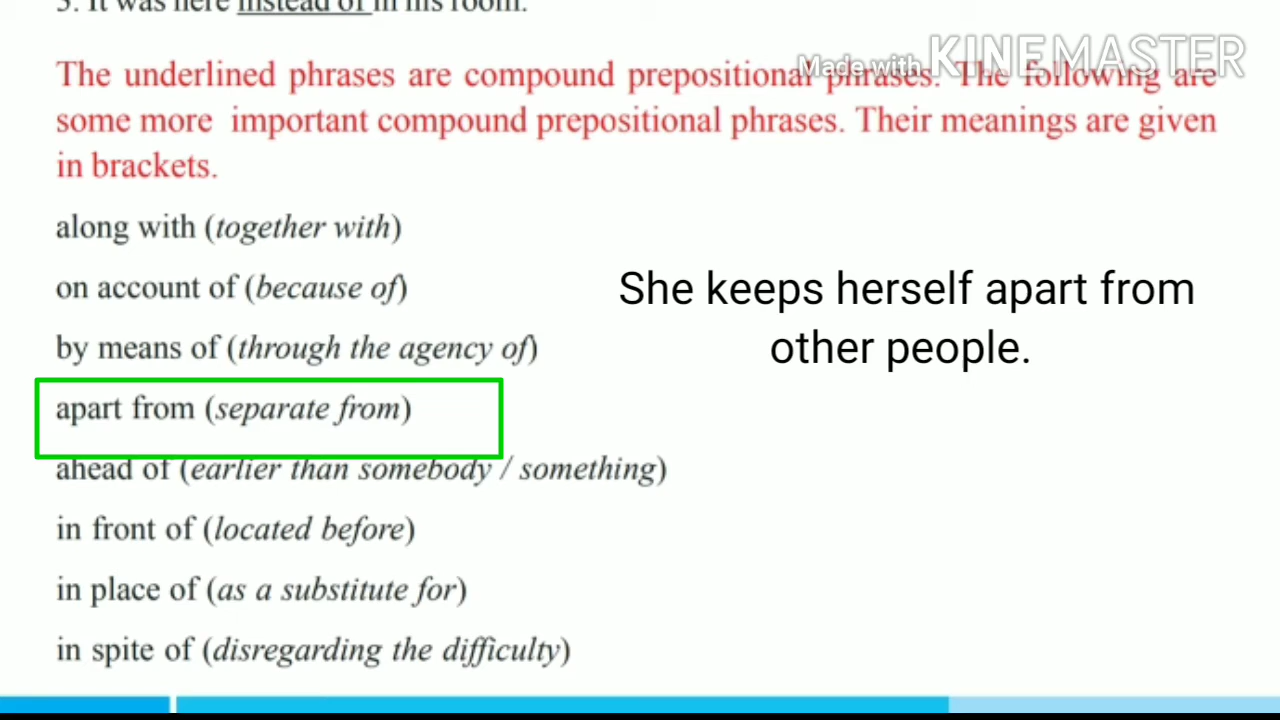 5. It was here instead of in his room.
Made with KINEMASTER
The underlined phrases are compound prepositional phrases. The following are
some more important compound prepositional phrases. Their meanings are given
in brackets.
along with (together with)
on account of (because of)
by means of (through the agency of)
apart from (separate from)
ahead of (earlier than somebody / something)
in front of (located before)
in place of (as a substitute for)
in spite of (disregarding the difficulty)
She keeps herself apart from
other people.